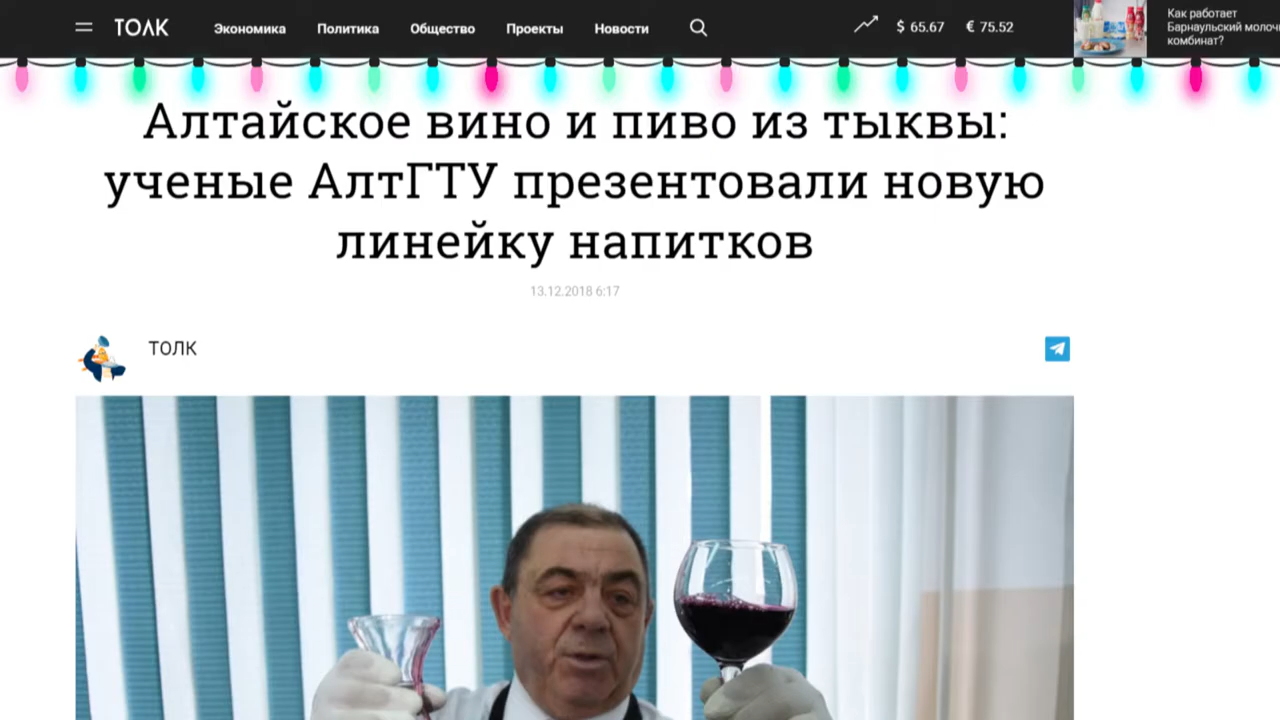 ТОЛК
Экономика
Политика
Общество
Проекты
Новости
$ 65.67
€ 75.52
Как работает
Барнаульский
комбинат?
Алтайское вино и пиво из тыквы:
ученые АлтГТУ презентовали новую
линейку напитков
13.12.2018 6:17
ТОЛК